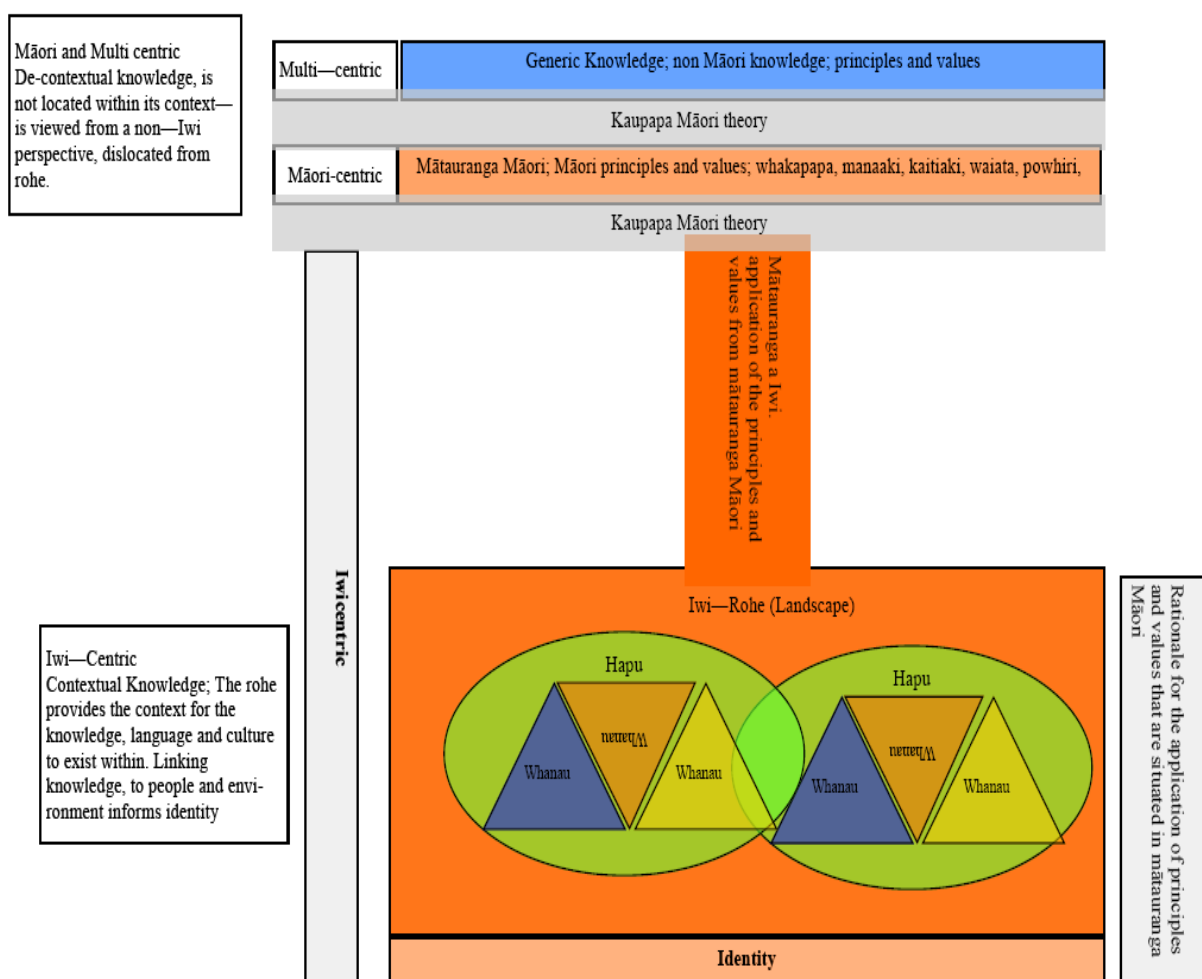 Māori and Multi centric
De-contextual knowledge, is
not located within its context—
is viewed from a non—Iwi
perspective, dislocated from
rohe.
Multi—centric
Generic Knowledge; non Māori knowledge; principles and values
Kaupapa Māori theory
Māori-centric
Mātauranga Māori; Māori principles and values; whakapapa, manaaki, kaitiaki, waiata, powhiri,
Kaupapa Māori theory
Mātauranga a Iwi.
application of the principles and
values from mātauranga Māori
Iwicentric
Iwi—Centric
Contextual Knowledge; The rohe
provides the context for the
knowledge, language and culture
to exist within. Linking
knowledge, to people and envi-
ronment informs identity
Iwi—Rohe (Landscape)
Hapu
Whanau
Whanau
Whanau
Hapu
Whanau
Whanau
Whanau
Rationale for the application of principles
and values that are situated in mātauranga
Māori
Identity